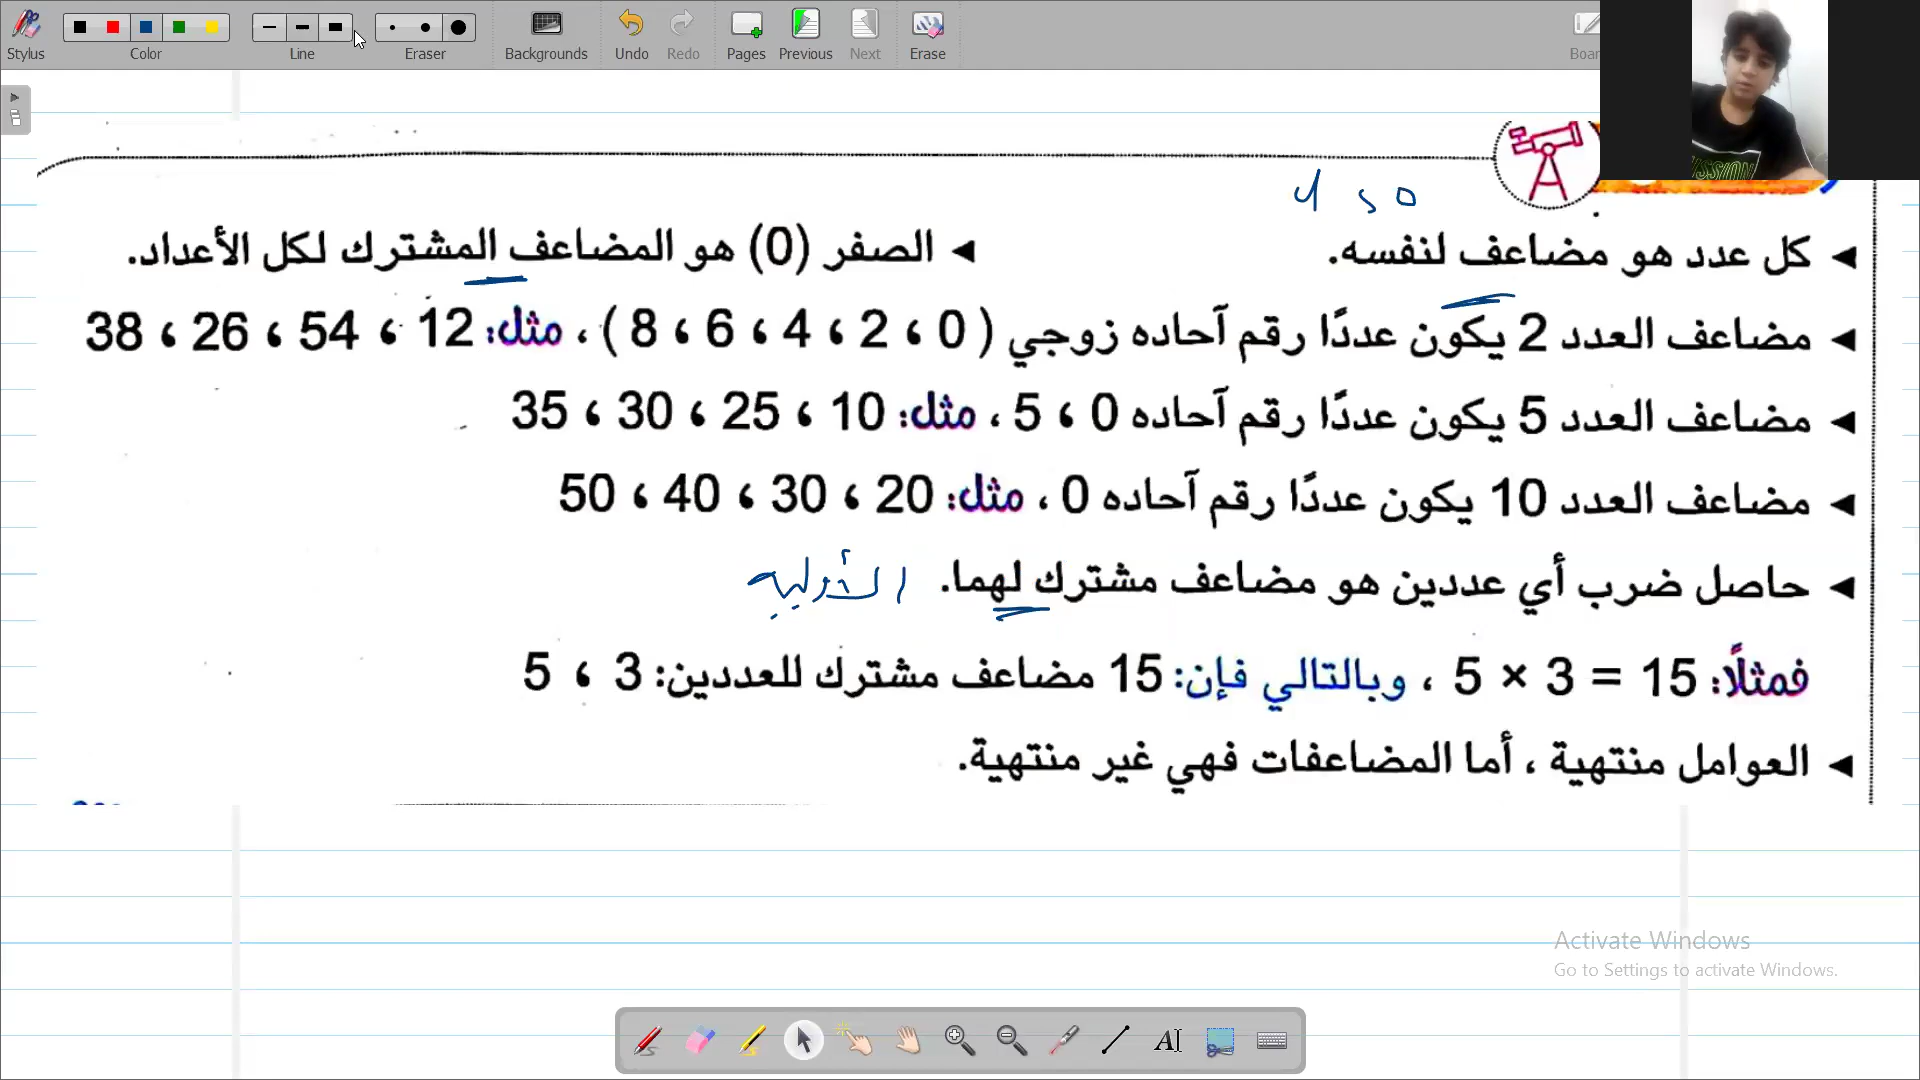 Stylus Color Line Eraser Backgrounds Undo Redo Pages Previous Next Erase Boar
◄ كل عدد هو مضاعف لنفسه. ◄ الصفر (0) هو المضاعف المشترك لكل الأعداد.
◄ مضاعف العدد 2 يكون عددًا رقم آحاده زوجي (0 ، 2 ، 4 ، 6 ، 8) ، مثل: 12 ، 54 ، 26 ، 38
◄ مضاعف العدد 5 يكون عددًا رقم آحاده 0 ، 5 ، مثل: 10 ، 25 ، 30 ، 35
◄ مضاعف العدد 10 يكون عددًا رقم آحاده 0 ، مثل: 20 ، 30 ، 40 ، 50
◄ حاصل ضرب أي عددين هو مضاعف مشترك لهما. الأوليه
فمثلًا: 15 = 3 × 5 ، وبالتالي فإن: 15 مضاعف مشترك للعددين: 3 ، 5
◄ العوامل منتهية ، أما المضاعفات فهي غير منتهية.
Activate Windows
Go to Settings to activate Windows.